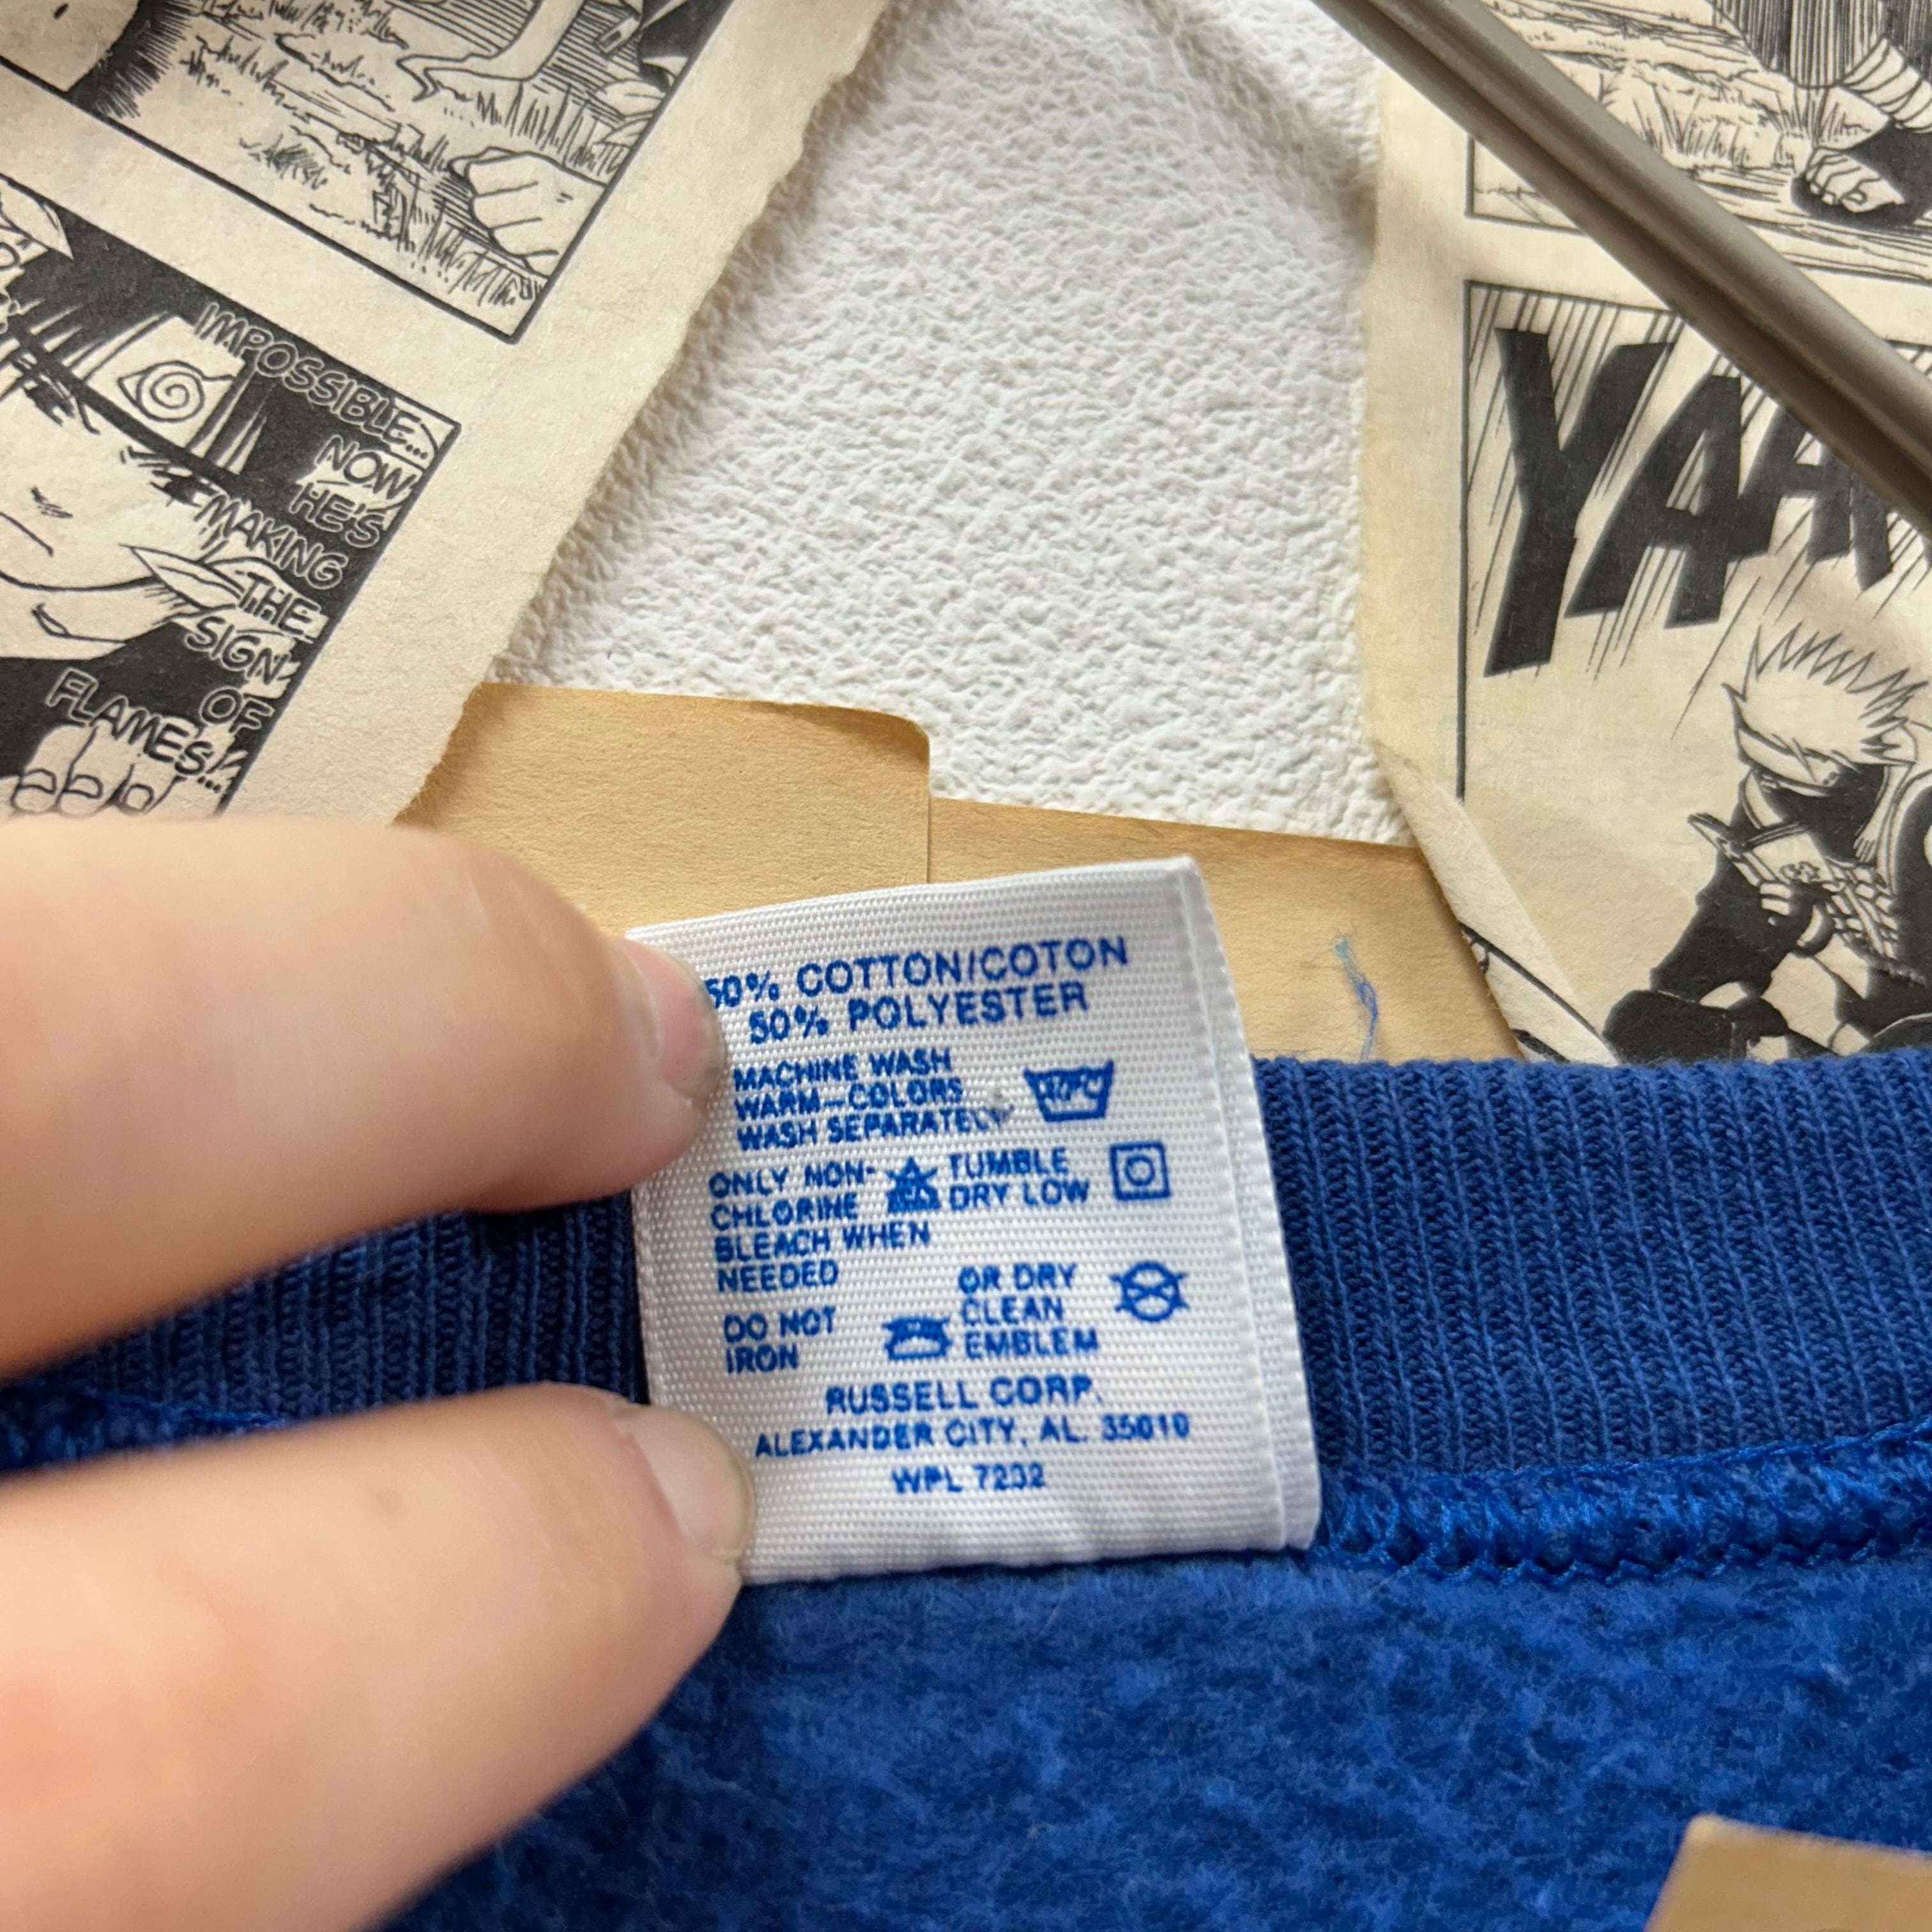 IMPOSSIBLE...
NOW
HE'S
MAKING
THE
SIGN
OF
FLAMES...
50% COTTON/COTON
50% POLYESTER
MACHINE WASH
WARM—COLORS
WASH SEPARATELY
ONLY NON-
CHLORINE
BLEACH WHEN
NEEDED
TUMBLE
DRY LOW
DO NOT
IRON
OR DRY
CLEAN
EMBLEM
RUSSELL CORP.
ALEXANDER CITY, AL. 35010
WPL 7232